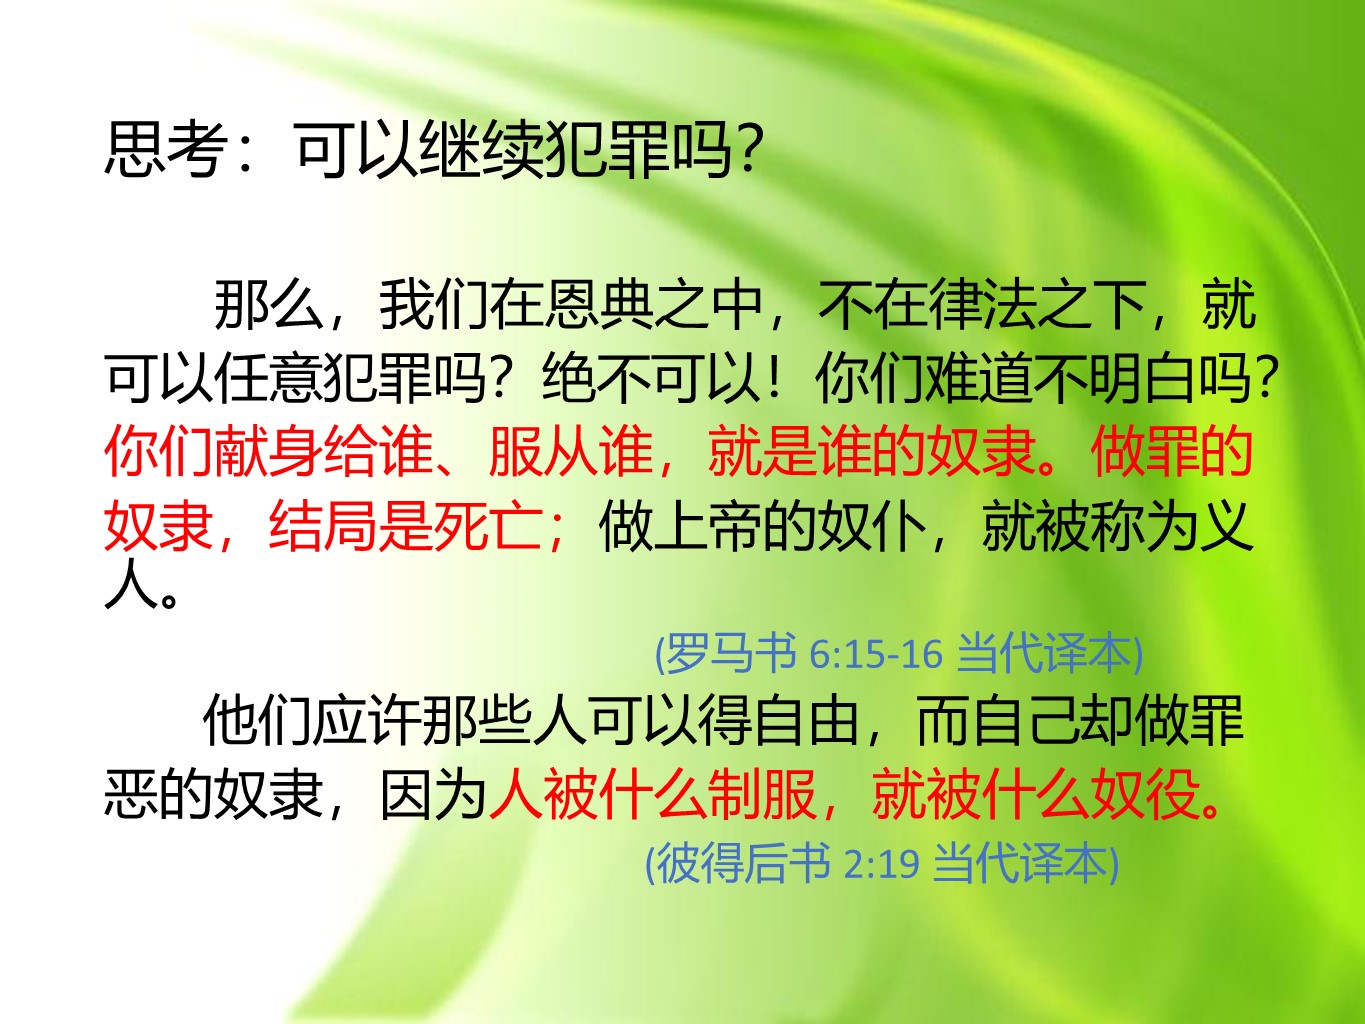 思考：可以继续犯罪吗？
那么，我们在恩典之中，不在律法之下，就
可以任意犯罪吗？绝不可以！你们难道不明白吗？
你们献身给谁、服从谁，就是谁的奴隶。做罪的
奴隶，结局是死亡；做上帝的奴仆，就被称为义
人。
(罗马书 6:15-16 当代译本)
他们应许那些人可以得自由，而自己却做罪
恶的奴隶，因为人被什么制服，就被什么奴役。
(彼得后书 2:19 当代译本)